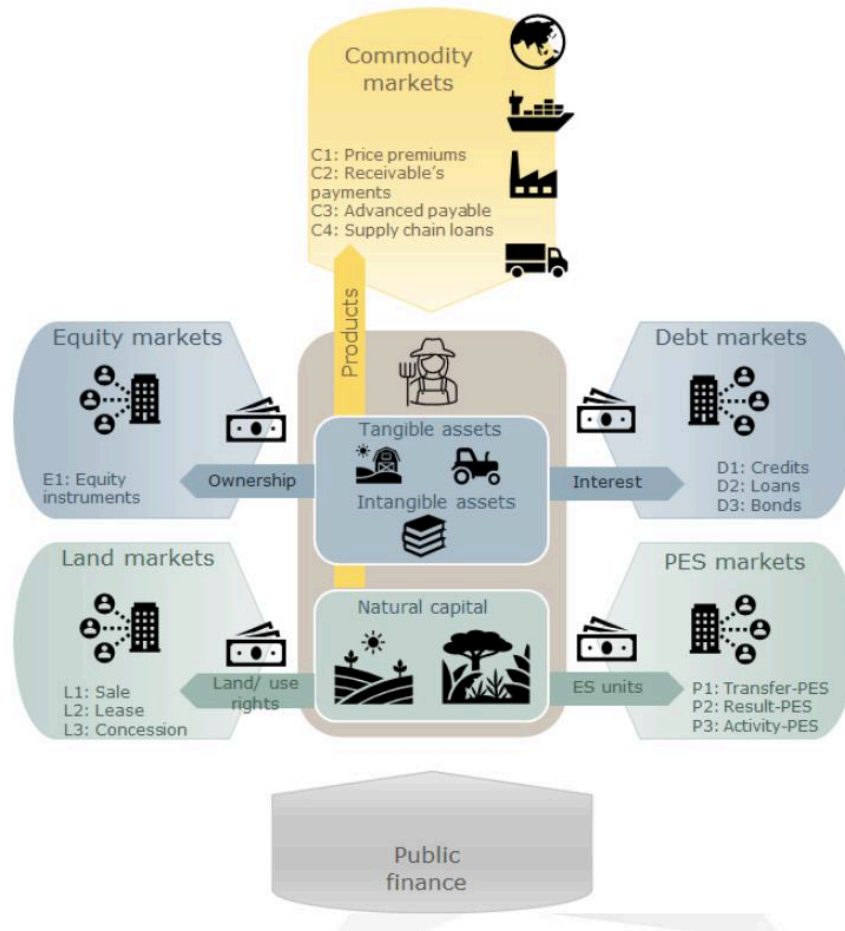 Commodity
markets
C1: Price premiums
C2: Receivable's
payments
C3: Advanced payable
C4: Supply chain loans
Products
Equity markets
E1: Equity
instruments
Ownership
Tangible assets
Intangible assets
Debt markets
Interest
D1: Credits
D2: Loans
D3: Bonds
Land markets
L1: Sale
L2: Lease
L3: Concession
Land/ use
rights
Natural capital
PES markets
ES units
P1: Transfer-PES
P2: Result-PES
P3: Activity-PES
Public
finance